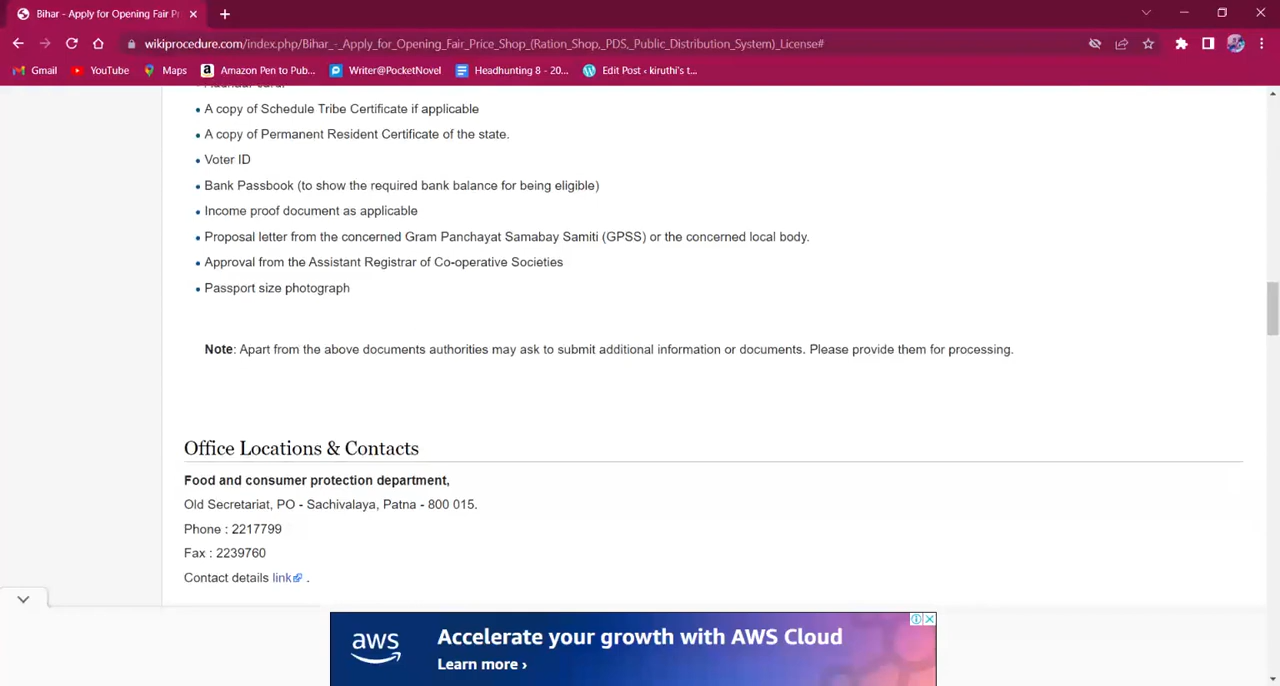 Bihar - Apply for Opening Fair Pr
wikiprocedure.com/index.php/Bihar_-_Apply_for_Opening_Fair_Price_Shop_(Ration_Shop,_PDS,_Public_Distribution_System)_License#
Gmail
YouTube
Maps
Amazon Pen to Pub...
Writer@PocketNovel
Headhunting 8 - 20...
Edit Post ‹ kiruthi's t...
• A copy of Schedule Tribe Certificate if applicable
• A copy of Permanent Resident Certificate of the state.
• Voter ID
• Bank Passbook (to show the required bank balance for being eligible)
• Income proof document as applicable
• Proposal letter from the concerned Gram Panchayat Samabay Samiti (GPSS) or the concerned local body.
• Approval from the Assistant Registrar of Co-operative Societies
• Passport size photograph
Note: Apart from the above documents authorities may ask to submit additional information or documents. Please provide them for processing.
Office Locations & Contacts
Food and consumer protection department,
Old Secretariat, PO - Sachivalaya, Patna - 800 015.
Phone : 2217799
Fax : 2239760
Contact details link .
aws
Accelerate your growth with AWS Cloud
Learn more ›